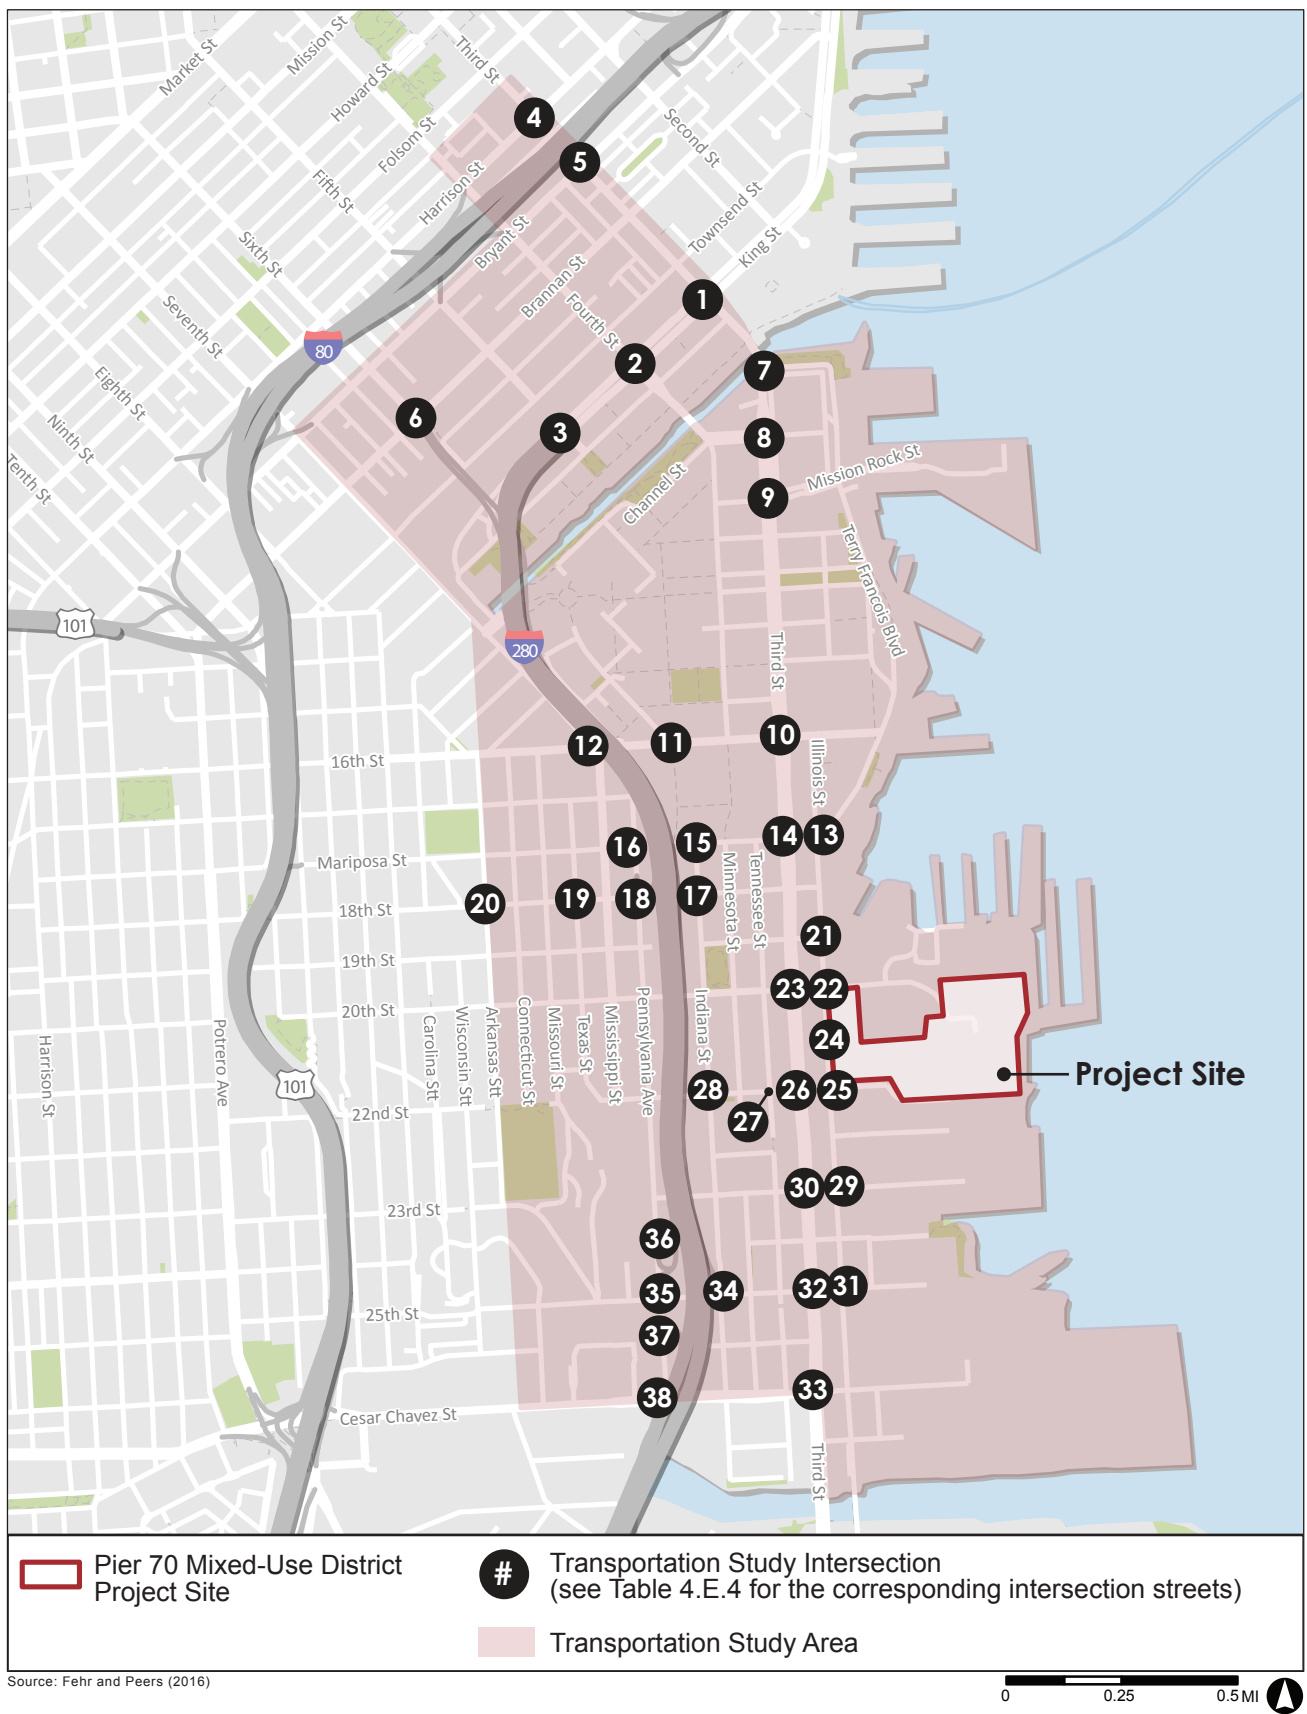 Market St
Mission St
Third St
Howard St
Folsom St
Second St
Fifth St
Harrison St
Townsend St
King St
Bryant St
Sixth St
Brannan St
Fourth St
Seventh St
Eighth St
Ninth St
Tenth St
Channel St
Mission Rock St
Terry Francois Blvd
Third St
Illinois St
16th St
Mariposa St
18th St
19th St
20th St
Minnesota St
Tennessee St
Harrison St
Potrero Ave
Carolina St
Wisconsin Stt
Arkansas Stt
Connecticut St
Missouri St
Texas St
Mississippi St
Pennsylvania Ave
Indiana St
22nd St
23rd St
25th St
Cesar Chavez St
Third St
80
101
280
101
4
5
1
2
7
6
3
8
9
10
11
12
14
13
16
15
20
19
18
17
21
23
22
24
28
26
25
27
30
29
36
35
34
32
31
37
38
33
Project Site
Pier 70 Mixed-Use District
Project Site
#
Transportation Study Intersection
(see Table 4.E.4 for the corresponding intersection streets)
Transportation Study Area
Source: Fehr and Peers (2016)
0
0.25
0.5 MI